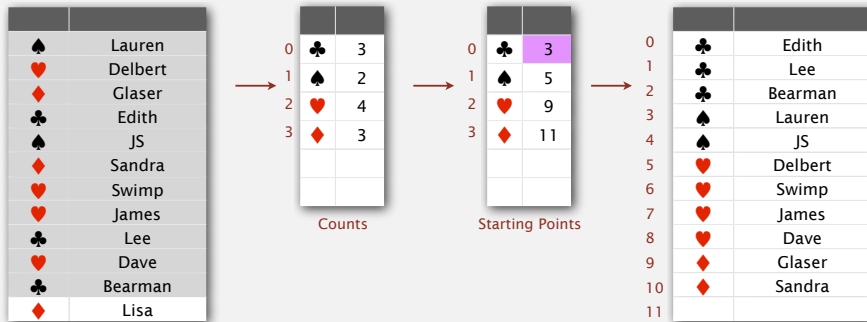 ♠ Lauren
♥ Delbert
♦ Glaser
♣ Edith
♠ JS
♦ Sandra
♥ Swimp
♥ James
♣ Lee
♥ Dave
♣ Bearman
♦ Lisa
0 ♣ 3
1 ♠ 2
2 ♥ 4
3 ♦ 3
Counts
0 ♣ 3
1 ♠ 5
2 ♥ 9
3 ♦ 11
Starting Points
0 ♣ Edith
1 ♣ Lee
2 ♣ Bearman
3 ♠ Lauren
4 ♠ JS
5 ♥ Delbert
6 ♥ Swimp
7 ♥ James
8 ♥ Dave
9 ♦ Glaser
10 ♦ Sandra
11